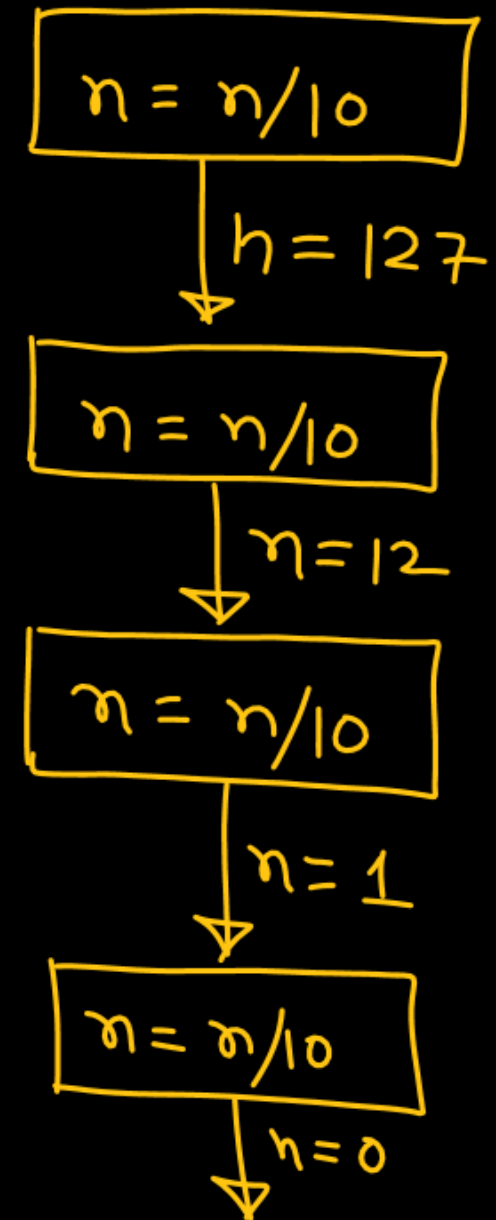 n = n/10
n = 127
n = n/10
n = 12
n = n/10
n = 1
n = n/10
n = 0